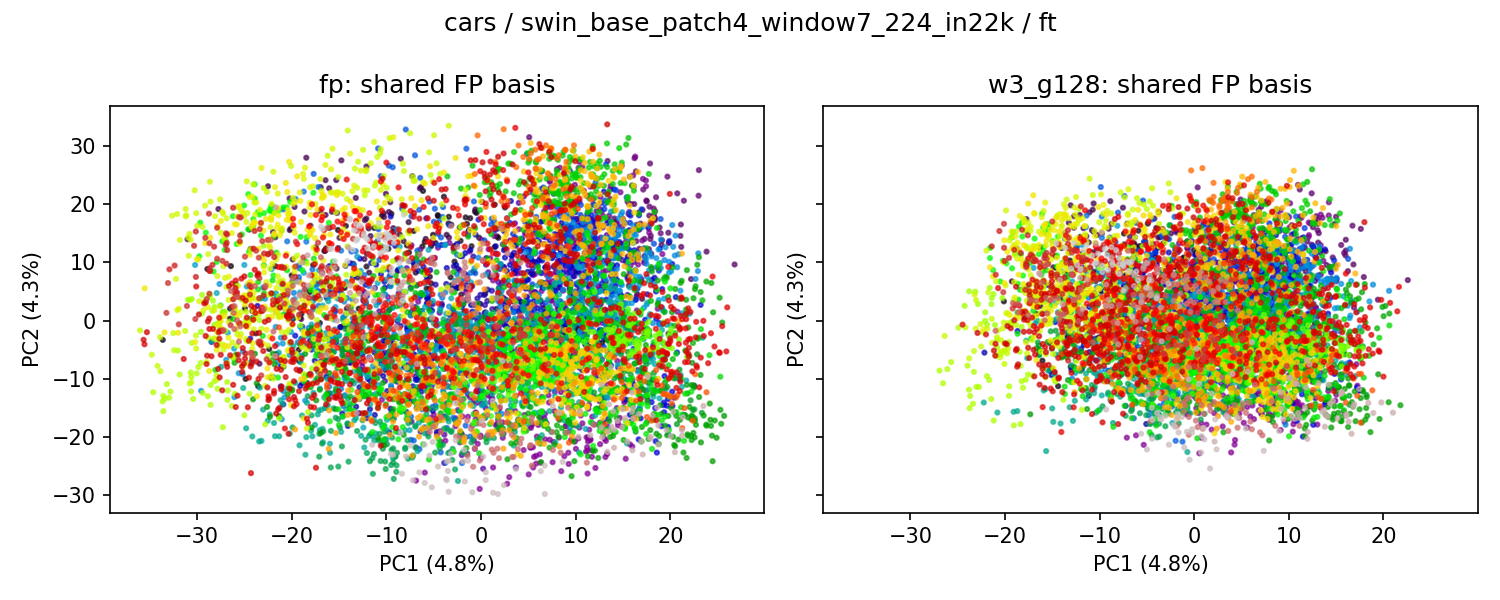 cars / swin_base_patch4_window7_224_in22k / ft
fp: shared FP basis
w3_g128: shared FP basis
30
20
10
0
−10
−20
−30
PC2 (4.3%)
PC2 (4.3%)
−30 −20 −10 0 10 20
−30 −20 −10 0 10 20
PC1 (4.8%)
PC1 (4.8%)